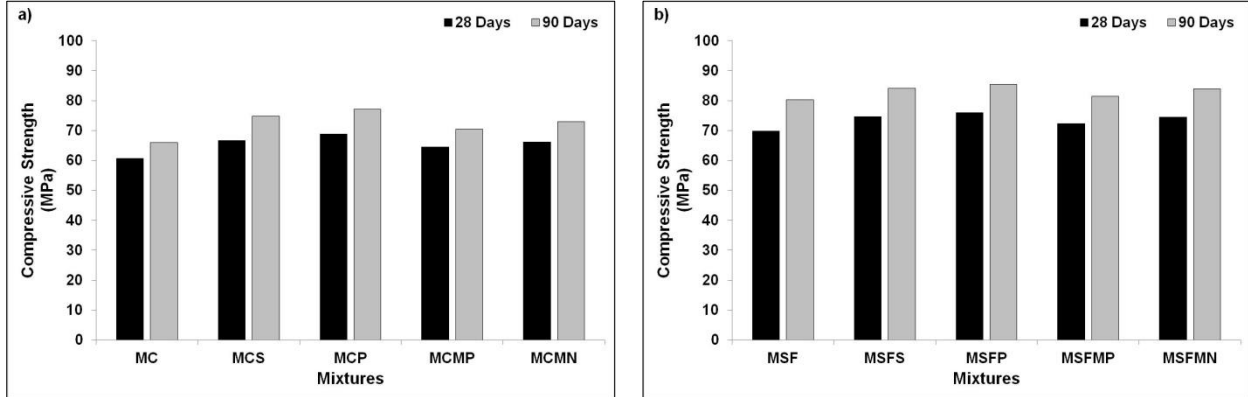 a)
28 Days 90 Days
100
90
80
70
60
50
40
30
20
10
0
Compressive Strength
(MPa)
MC MCS MCP MCMP MCMN
Mixtures
b)
28 Days 90 Days
100
90
80
70
60
50
40
30
20
10
0
Compressive Strength
(MPa)
MSF MSFS MSFP MSFMP MSFMN
Mixtures